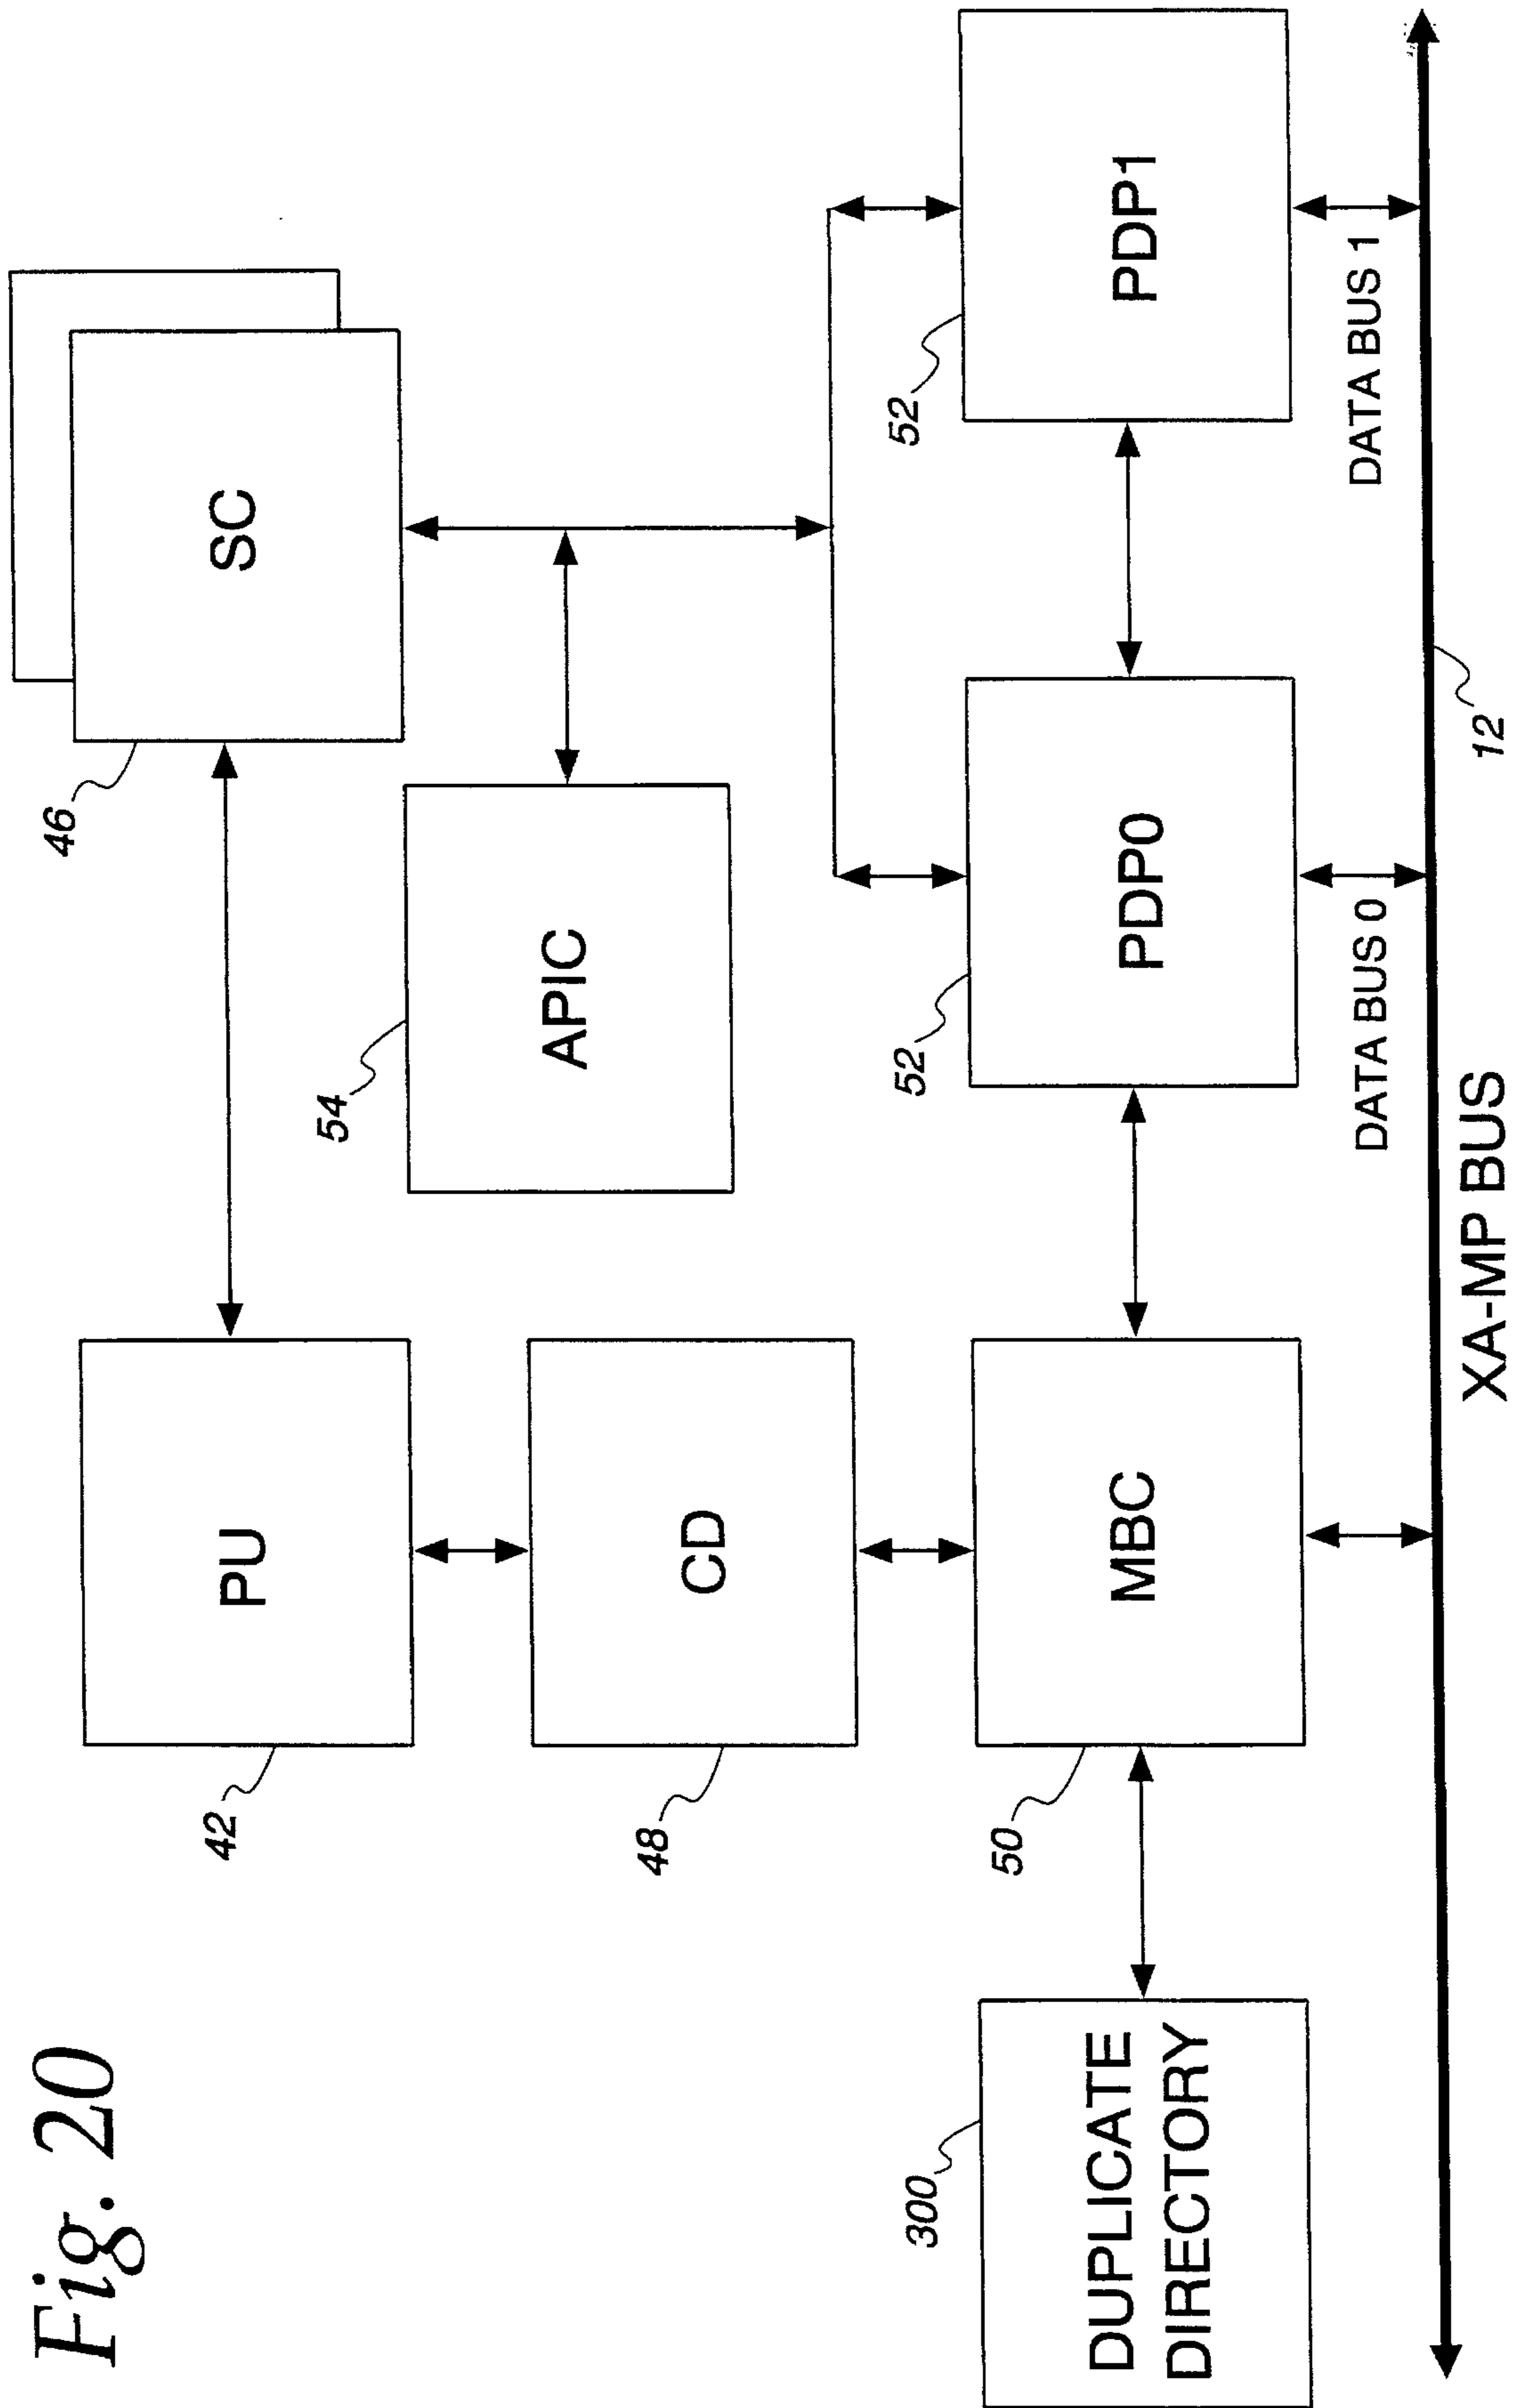 Fig. 20
42
PU
46
SC
54
APIC
48
CD
300
DUPLICATE
DIRECTORY
50
MBC
52
PDP0
52
PDP1
DATA BUS 0
DATA BUS 1
XA-MP BUS
12